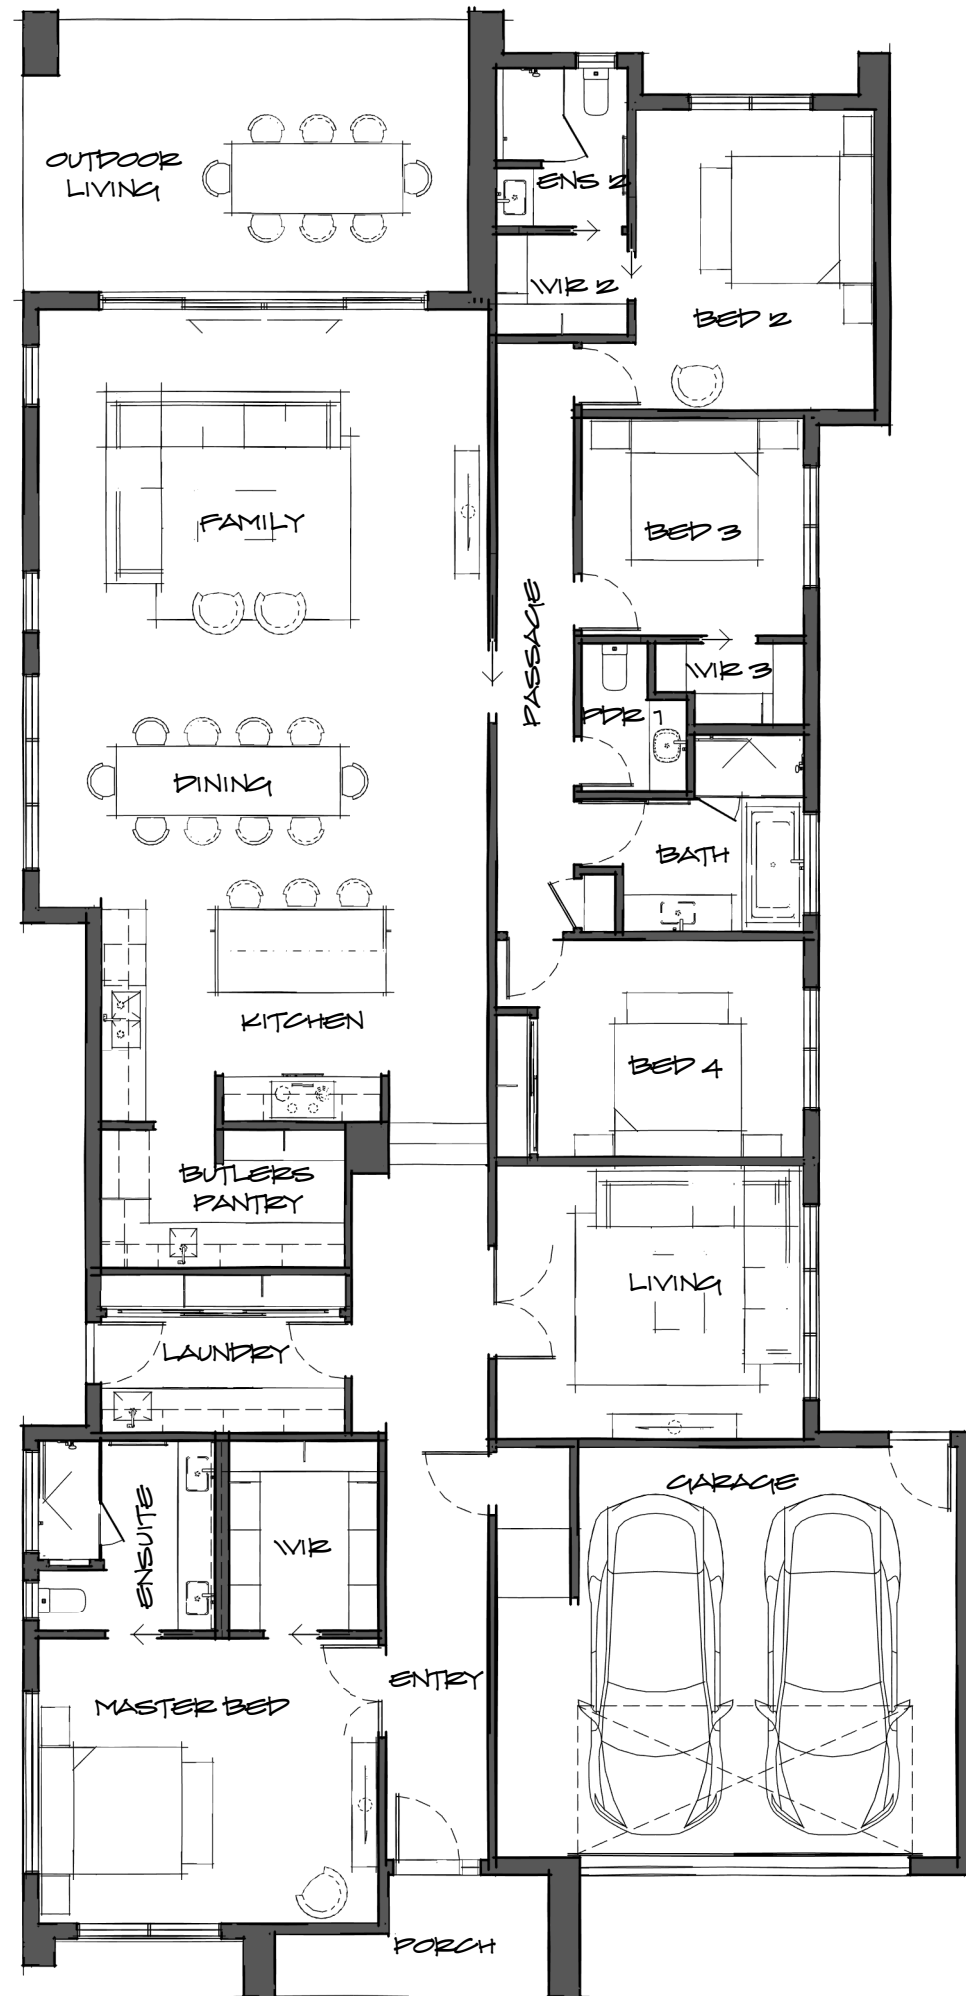 OUTDOOR
LIVING
ENS 2
WIR 2
BED 2
FAMILY
BED 3
PASSAGE
WIR 3
PDR 1
DINING
BATH
KITCHEN
BED 4
BUTLERS
PANTRY
LIVING
LAUNDRY
GARAGE
ENSUITE
WIR
ENTRY
MASTER BED
PORCH